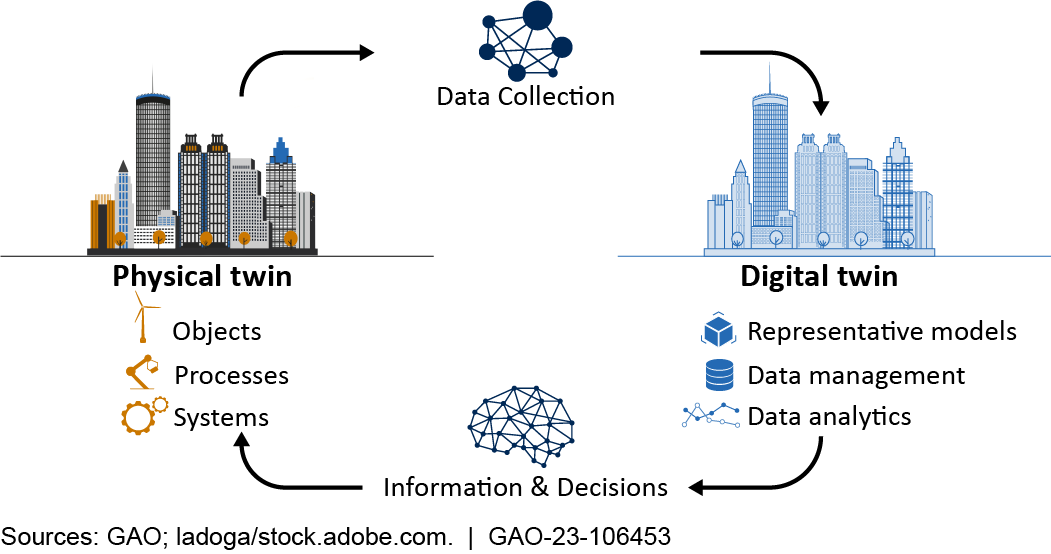 Data Collection
Physical twin
Digital twin
Objects
Processes
Systems
Representative models
Data management
Data analytics
Information & Decisions
Sources: GAO; ladoga/stock.adobe.com. | GAO-23-106453